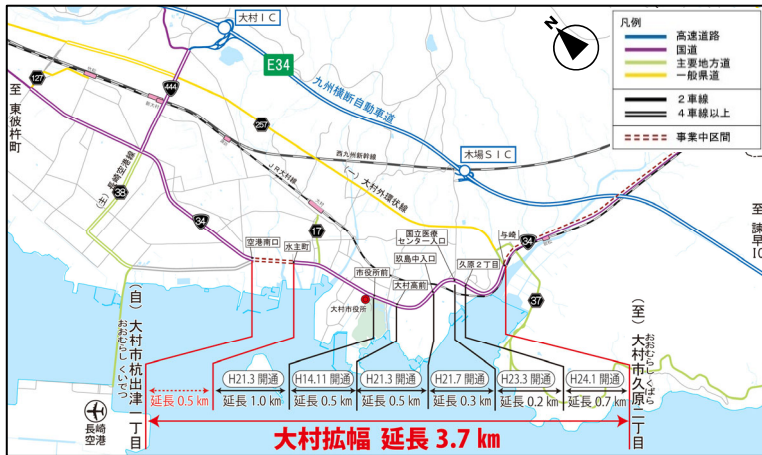 大村IC
E34
九州横断自動車道
N
凡例
高速道路
国道
主要地方道
一般県道
2車線
4車線以上
事業中区間
127
至 東彼杵町
444
257
西九州新幹線
木場SIC
JR大村線
(一)大村外環状線
(主)長崎空港線
38
34
17
空港南口
水主町
国立医療
センター入口
与崎
34
玖島中入口
久原2丁目
市役所前
大村高前
大村市役所
37
至 諫早IC
(自)大村市杭出津一丁目
おおむらし くいでつ
(至)大村市久原二丁目
おおむらし くばら
H21.3 開通
H14.11 開通
H21.3 開通
H21.7 開通
H23.3 開通
H24.1 開通
延長 0.5 km
延長 1.0 km
延長 0.5 km
延長 0.5 km
延長 0.3 km
延長 0.2 km
延長 0.7 km
長崎
空港
大村拡幅 延長 3.7 km